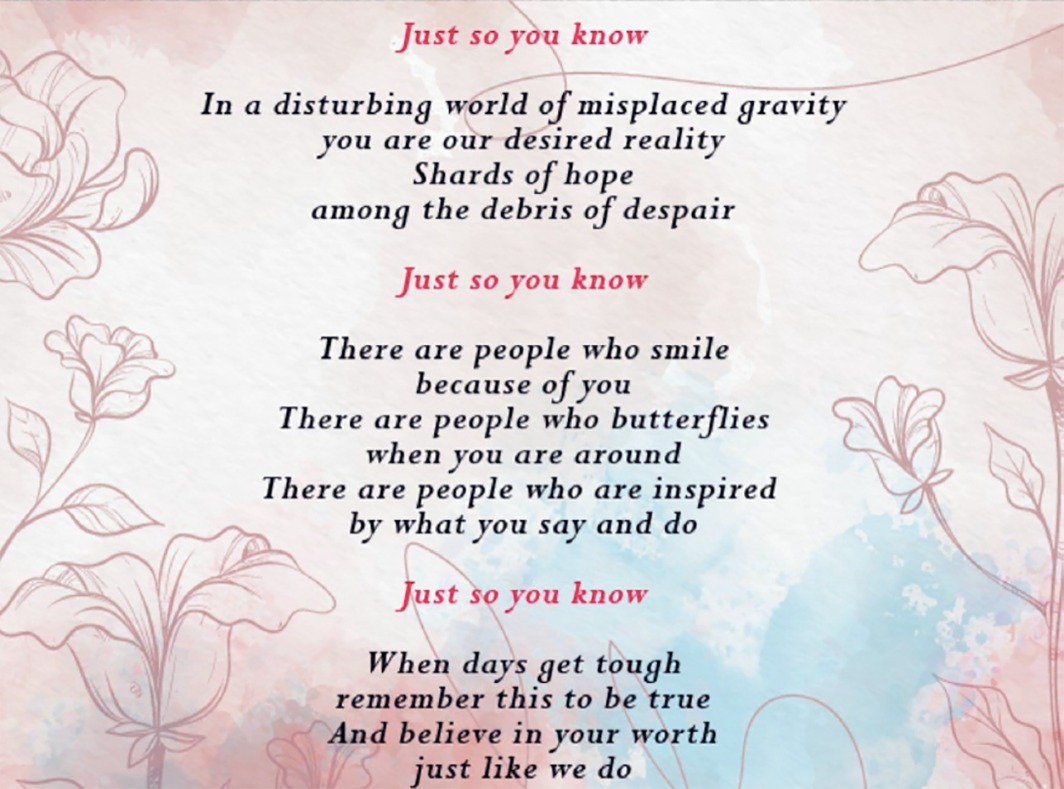 Just so you know
In a disturbing world of misplaced gravity
you are our desired reality
Shards of hope
among the debris of despair
Just so you know
There are people who smile
because of you
There are people who butterflies
when you are around
There are people who are inspired
by what you say and do
Just so you know
When days get tough
remember this to be true
And believe in your worth
just like we do